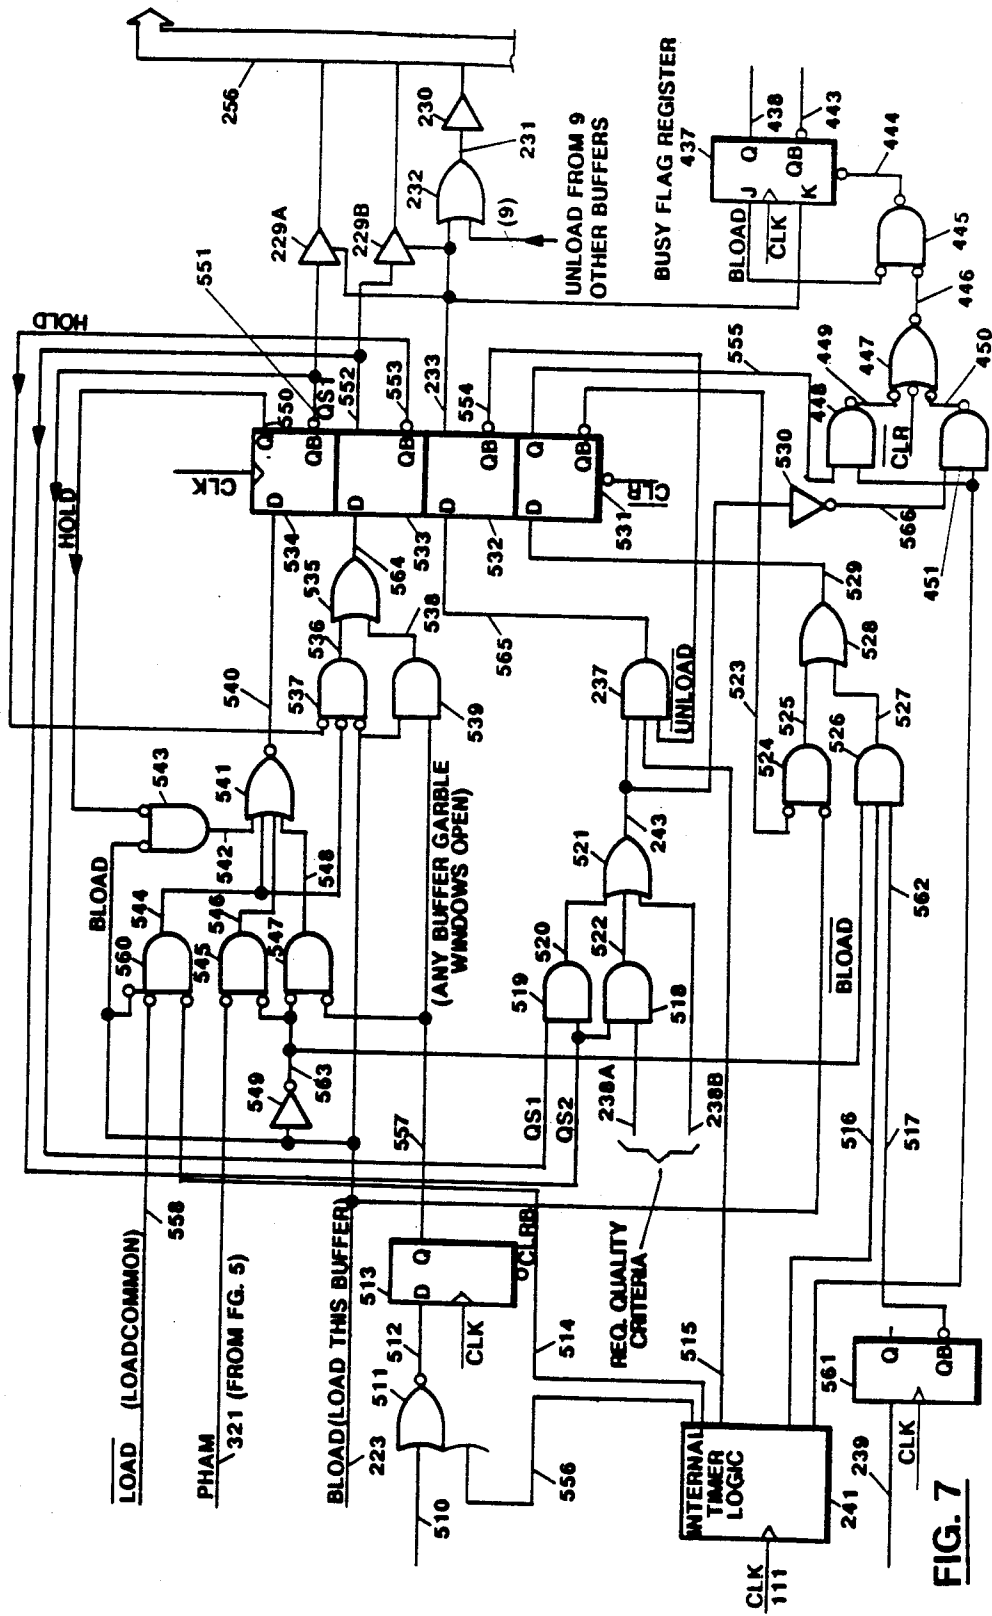 256
229A
229B
230
231
232
(9)
UNLOAD FROM 9
OTHER BUFFERS
BUSY FLAG REGISTER
437
438
443
444
J
Q
QB
K
BLOAD
CLK
445
446
447
448
449
450
451
CLR
HOLD
551
550
QS1
552
553
233
554
555
CLK
Q
QB
D
QB
D
QB
D
Q
QB
D
CLR
534
533
532
531
530
566
HOLD
535
564
536
537
538
539
540
541
542
543
548
565
237
UNLOAD
523
524
525
526
527
528
529
BLOAD
544
560
545
546
547
549
563
(ANY BUFFER GARBLE
WINDOWS OPEN)
521
243
520
522
519
518
QS1
QS2
238A
238B
562
BLOAD
516
517
557
558
LOAD (LOADCOMMON)
PHAM
321 (FROM FG. 5)
BLOAD(LOAD THIS BUFFER)
223
513
D
Q
CLRB
CLK
512
511
510
514
556
REQ. QUALITY
CRITERIA
515
INTERNAL
TIMER
LOGIC
241
CLK
111
561
Q
QB
CLK
239
FIG. 7